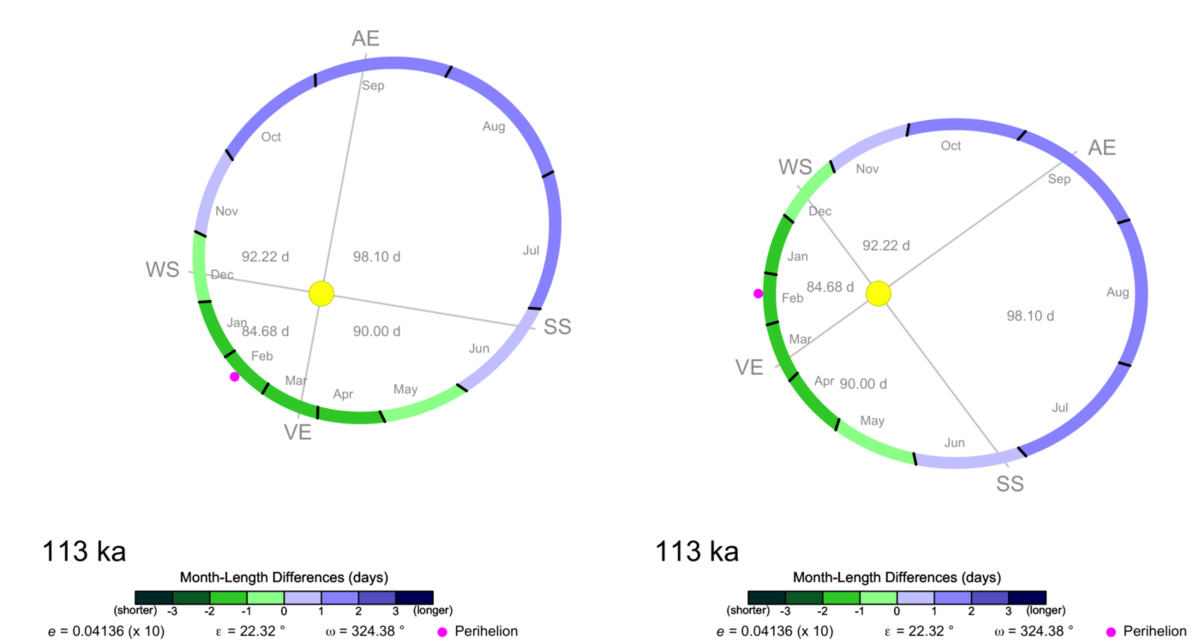 AE
Sep
Aug
Oct
Nov
Jul
92.22 d
98.10 d
WS
Dec
Jan
84.68 d
90.00 d
SS
Feb
Jun
Mar
Apr
May
VE
113 ka
Month-Length Differences (days)
(shorter) -3 -2 -1 0 1 2 3 (longer)
e = 0.04136 (x 10) ε = 22.32 ° ω = 324.38 ° Perihelion
Oct
AE
WS
Nov
Sep
Dec
92.22 d
Jan
84.68 d
Feb
Aug
98.10 d
Mar
VE
Apr
90.00 d
May
Jul
Jun
SS
113 ka
Month-Length Differences (days)
(shorter) -3 -2 -1 0 1 2 3 (longer)
e = 0.04136 (x 10) ε = 22.32 ° ω = 324.38 ° Perihelion